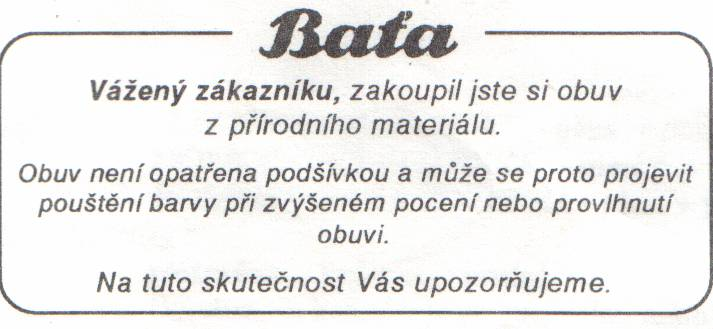 Baťa
Vážený zákazníku, zakoupil jste si obuv
z přírodního materiálu.
Obuv není opatřena podšívkou a může se proto projevit
pouštění barvy při zvýšeném pocení nebo provlhnutí
obuvi.
Na tuto skutečnost Vás upozorňujeme.